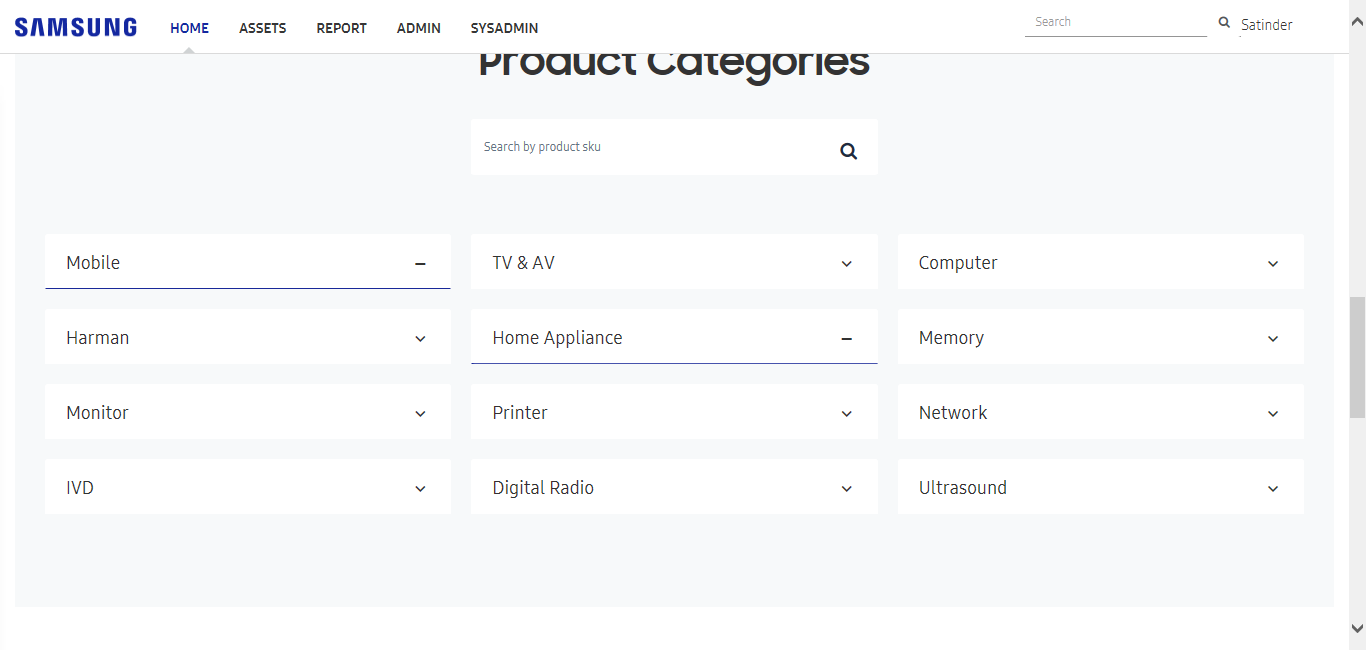 SAMSUNG HOME ASSETS REPORT ADMIN SYSADMIN Search Satinder
Product Categories
Search by product sku
Mobile TV & AV Computer
Harman Home Appliance Memory
Monitor Printer Network
IVD Digital Radio Ultrasound